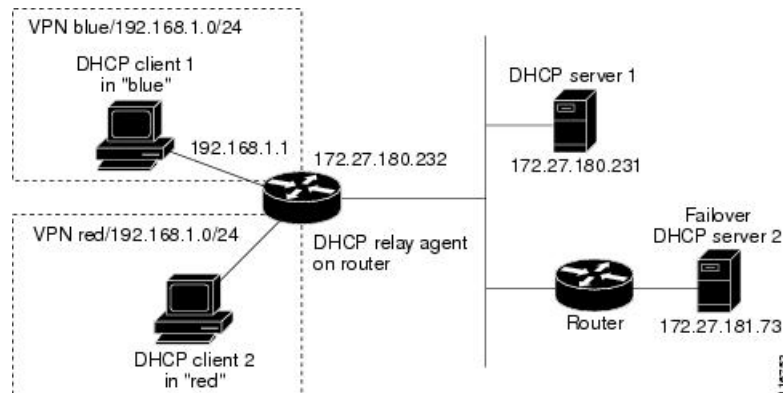 VPN blue/192.168.1.0/24
DHCP client 1
in "blue"
192.168.1.1
172.27.180.232
DHCP relay agent
on router
VPN red/192.168.1.0/24
DHCP client 2
in "red"
DHCP server 1
172.27.180.231
Failover
DHCP server 2
Router
172.27.181.73